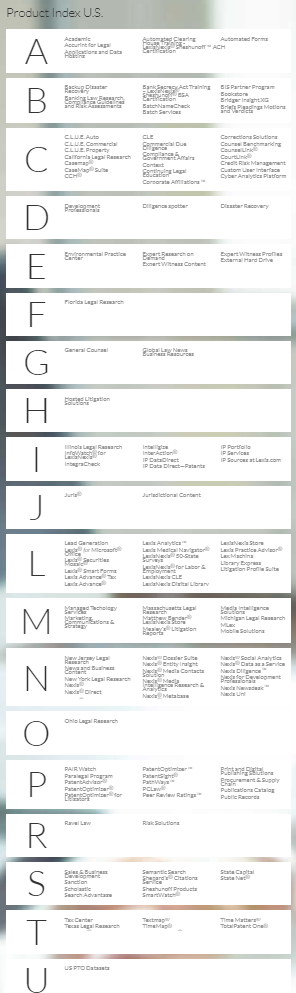 Product Index U.S.
A
Academic
Accurint for Legal
Applications and Data
Hosting
Automated Clearing
House Training -
LexisNexis® Sheshunoff™ ACH
Certification
Automated Forms
B
Backup Disaster
Recovery
Banking Law Research,
Compliance Guidelines
and Risk Assessments
Bank Secrecy Act Training
- LexisNexis®
Sheshunoff® BSA
Certification
BatchNameCheck
Batch Services
BIS Partner Program
Bookstore
Bridger Insight XG
Briefs Pleadings Motions
and Verdicts
C
C.L.U.E. Auto
C.L.U.E. Commercial
C.L.U.E. Property
California Legal Research
Casemap®
CaseMap® Suite
CCH®
CLE
Commercial Due
Diligence
Compliance &
Government Affairs
Context
Continuing Legal
Education
Corporate Affiliations™
Corrections Solutions
Counsel Benchmarking
CounselLink®
CourtLink®
Credit Risk Management
Custom User Interface
Cyber Analytics Platform
D
Development
Professionals
Diligence spotter
Disaster Recovery
E
Environmental Practice
Center
Expert Research on
Demand
Expert Witness Content
Expert Witness Profiles
External Hard Drive
F
Florida Legal Research
G
General Counsel
Global Law News
Business Resources
H
Hosted Litigation
Solutions
I
Illinois Legal Research
InfoWatch® for
LexisNexis®
IntegraCheck
Intelligize
InterAction®
IP DataDirect
IP Data Direct—Patents
IP Portfolio
IP Services
IP Sources at Lexis.com
J
Juris®
Jurisdictional Content
L
Lead Generation
Lexis® for Microsoft®
Office
Lexis® Securities
Mosaic®
Lexis® Smart Forms
Lexis Advance® Tax
Lexis Advance®
Lexis Analytics™
Lexis Medical Navigator®
LexisNexis® 50-State
Surveys
LexisNexis® for Labor &
Employment
LexisNexis CLE
LexisNexis Digital Library
LexisNexis Store
Lexis Practice Advisor®
Lex Machina
Library Express
Litigation Profile Suite
M
Managed Technology
Services
Marketing,
Communications &
Strategy
Massachusetts Legal
Research
Matthew Bender®
LexisNexis Store
Mealey's® Litigation
Reports
Media Intelligence
Solutions
Michigan Legal Research
MLex
Mobile Solutions
N
New Jersey Legal
Research
News and Business
Content
New York Legal Research
Nexis®
Nexis® Direct
Nexis® Dossier Suite
Nexis® Entity Insight
Nexis® Media Contacts
Solution
Nexis® Media
Intelligence Research &
Analytics
Nexis® Metabase
Nexis® Social Analytics
Nexis® Data as a Service
Nexis Diligence™
Nexis for Development
Professionals
Nexis Newsdesk™
Nexis Uni
O
Ohio Legal Research
P
PAIR Watch
Paralegal Program
PatentAdvisor®
PatentOptimizer®
PatentOptimizer® for
Litigators
PatentOptimizer™
PatentSight®
PathWays™
PCLaw®
Peer Review Ratings™
Print and Digital
Publishing Solutions
Procurement & Supply
Chain
Publications Catalog
Public Records
R
Ravel Law
Risk Solutions
S
Sales & Business
Development
Sanction
Scholastic
Search Advantage
Semantic Search
Shepard's® Citations
Service
Sheshunoff Products
SmartWatch®
State Capital
State Net®
T
Tax Center
Texas Legal Research
Textmap®
TimeMap®
Time Matters®
TotalPatent One®
U
US PTO Datasets